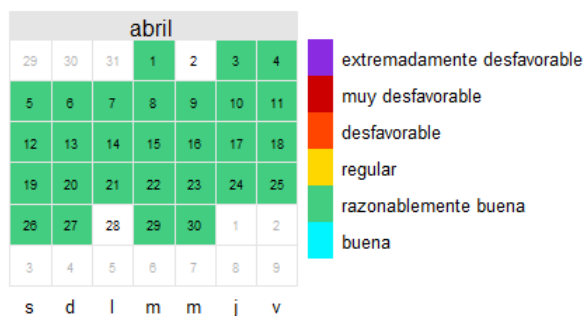 abril
29 30 31 1 2 3 4
5 6 7 8 9 10 11
12 13 14 15 16 17 18
19 20 21 22 23 24 25
26 27 28 29 30 1 2
3 4 5 6 7 8 9
s d l m m j v
extremadamente desfavorable
muy desfavorable
desfavorable
regular
razonablemente buena
buena